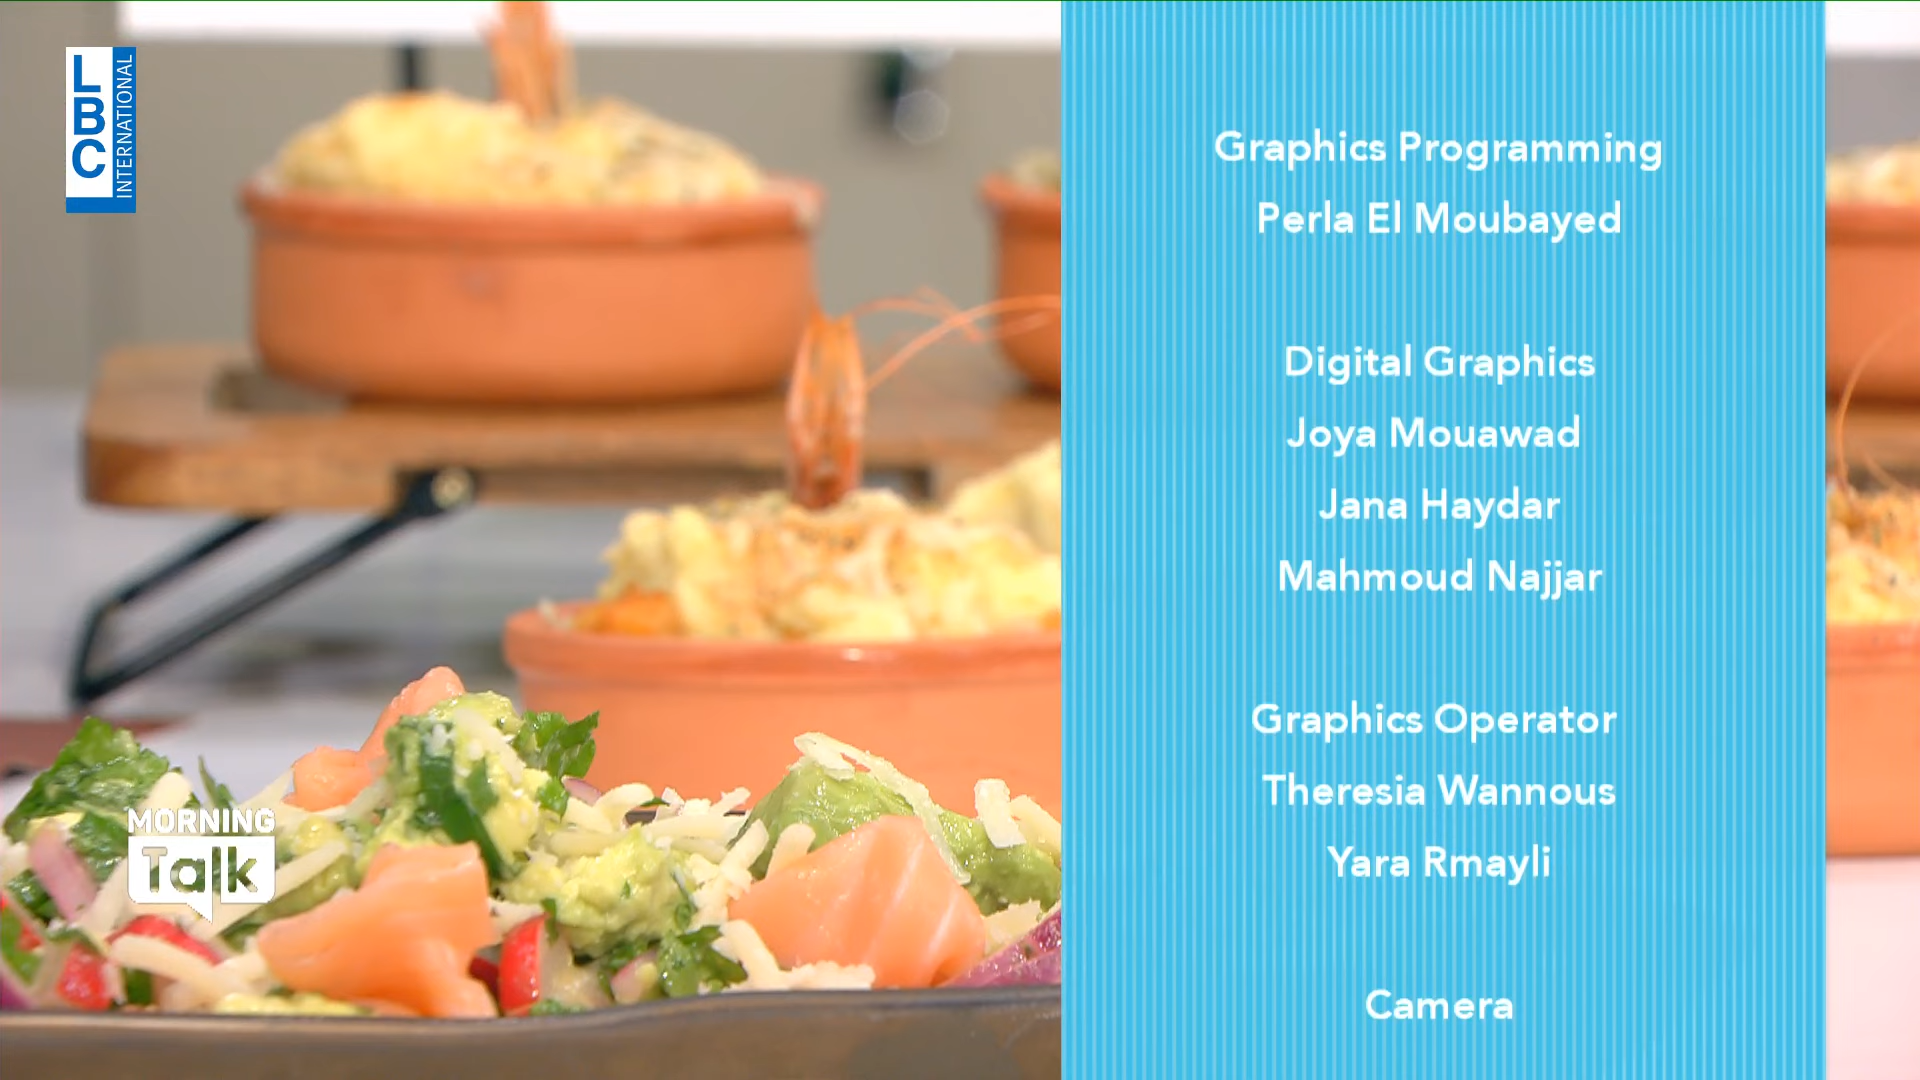 LBC
INTERNATIONAL
Graphics Programming
Perla El Moubayed
Digital Graphics
Joya Mouawad
Jana Haydar
Mahmoud Najjar
Graphics Operator
Theresia Wannous
Yara Rmayli
Camera
MORNING
Talk